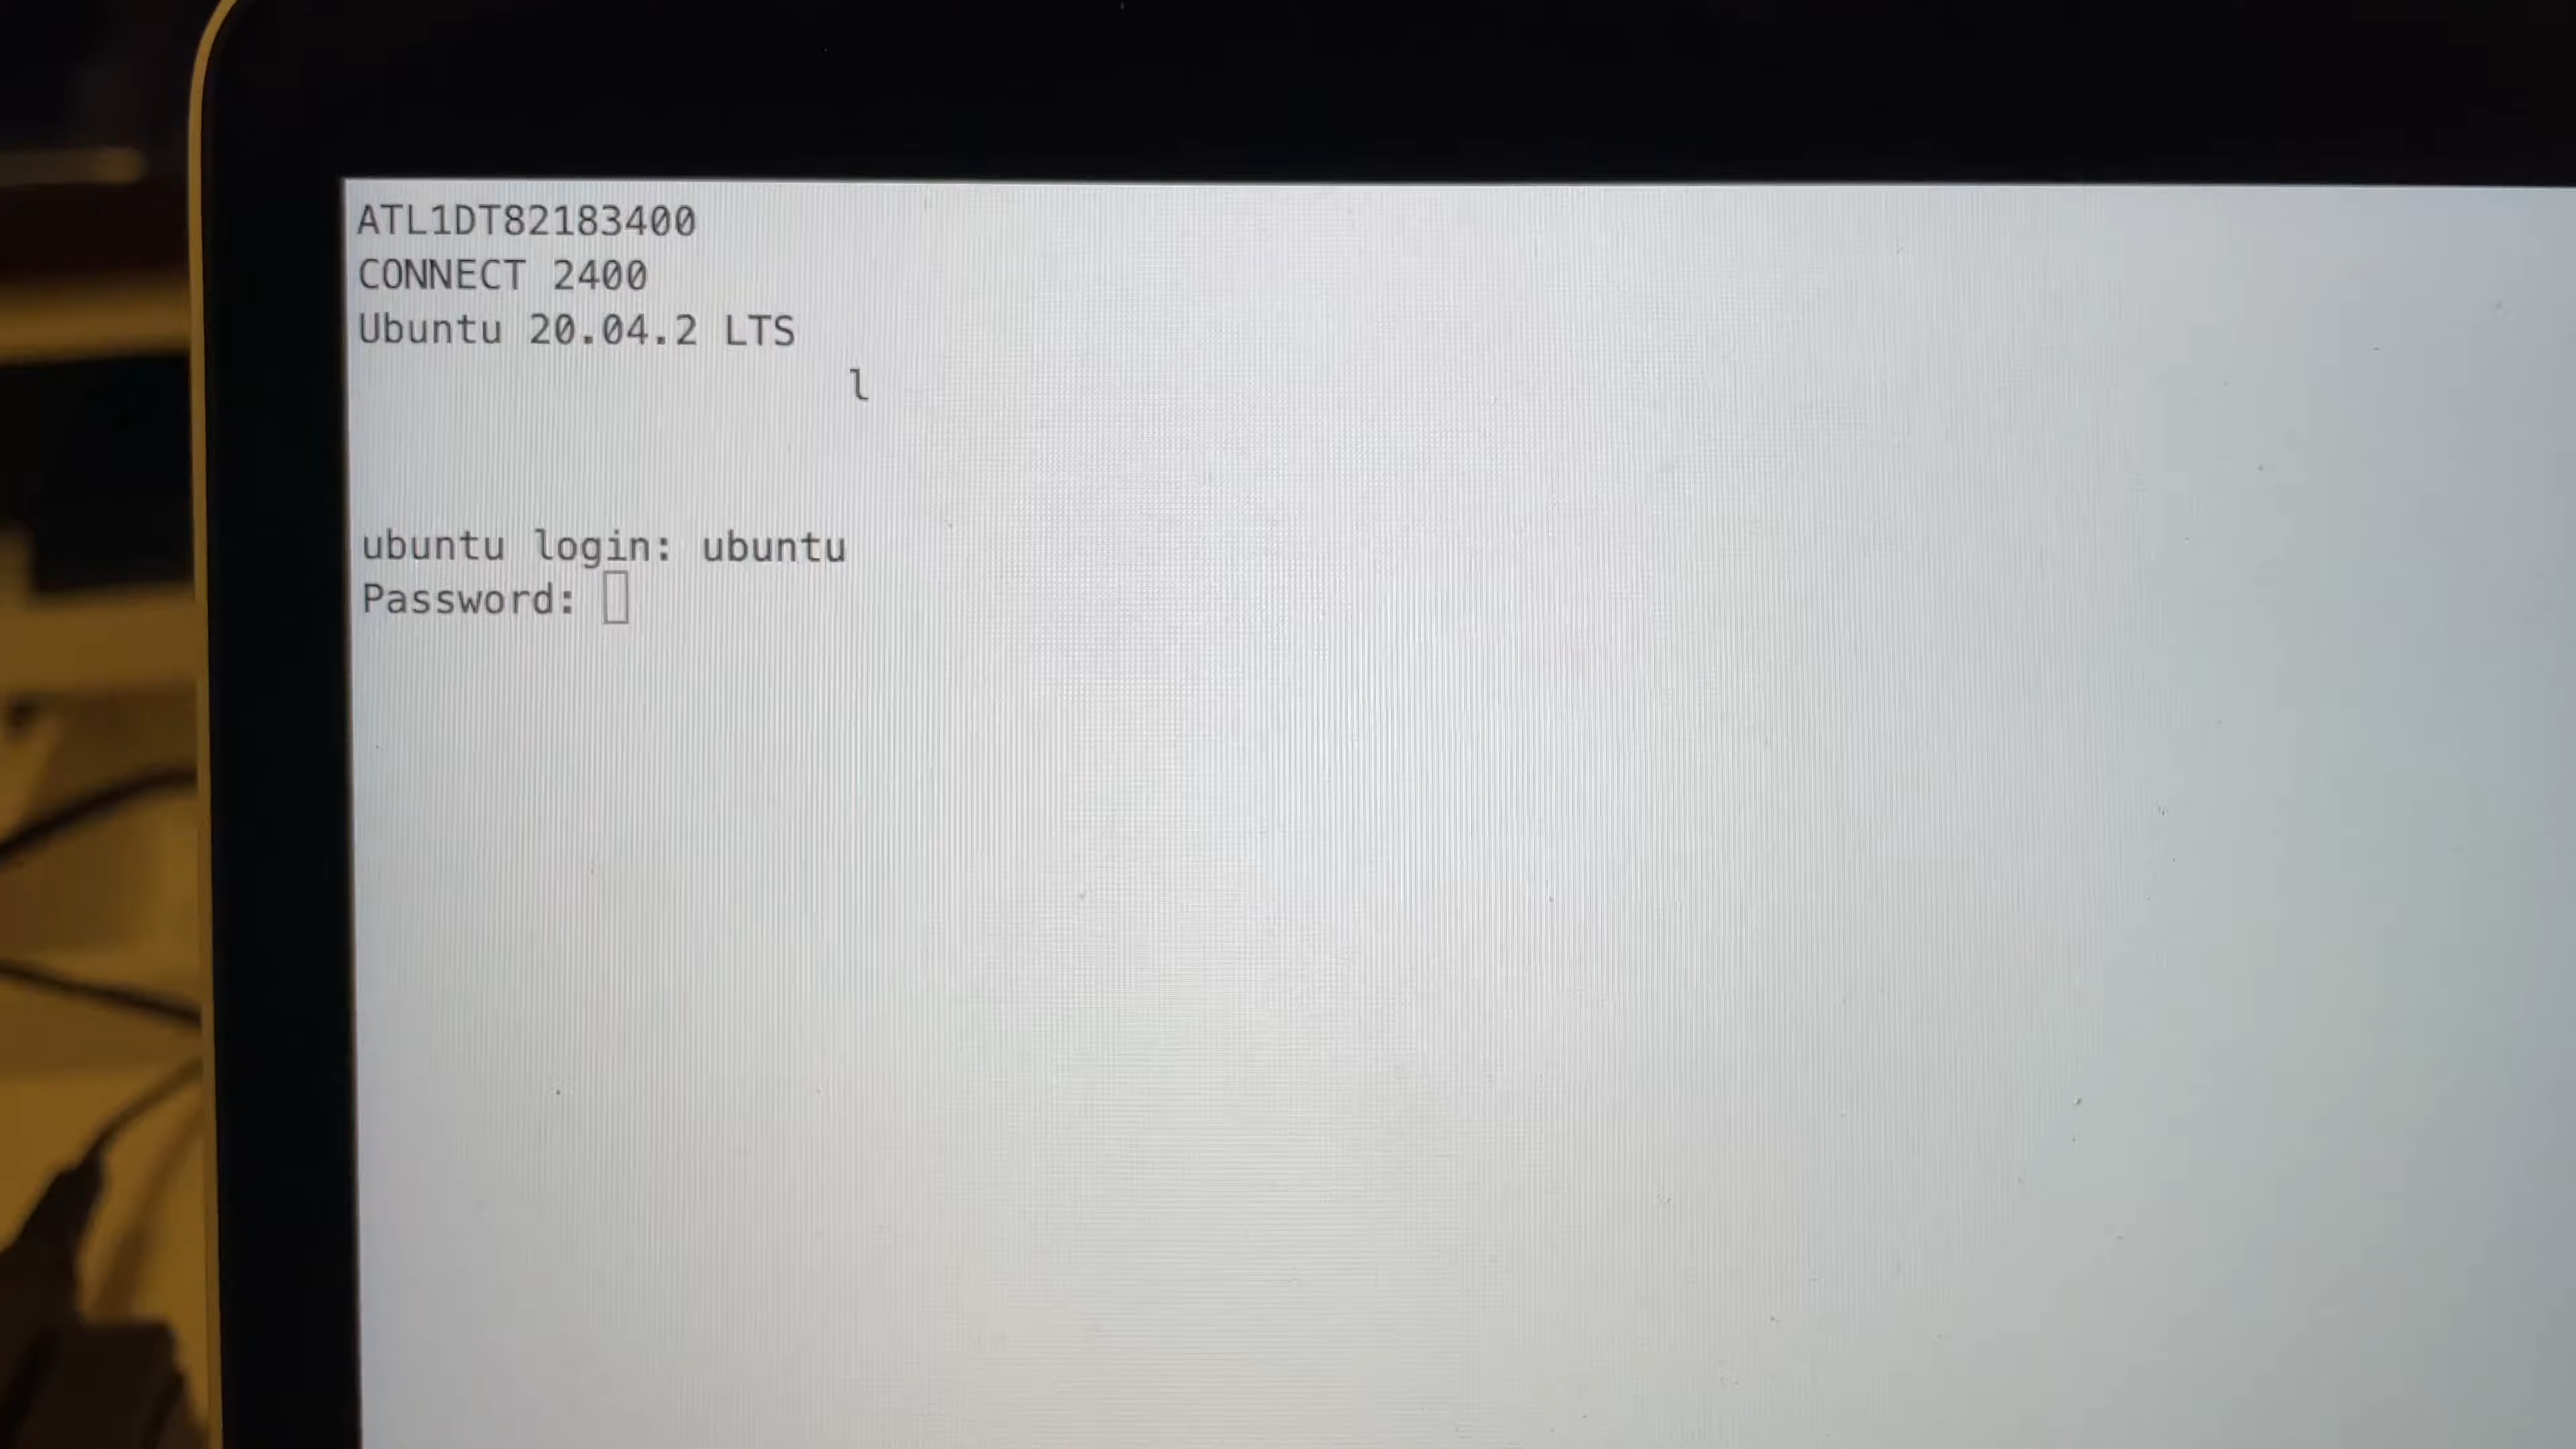 ATL1DT82183400
CONNECT 2400
Ubuntu 20.04.2 LTS
l
ubuntu login: ubuntu
Password: